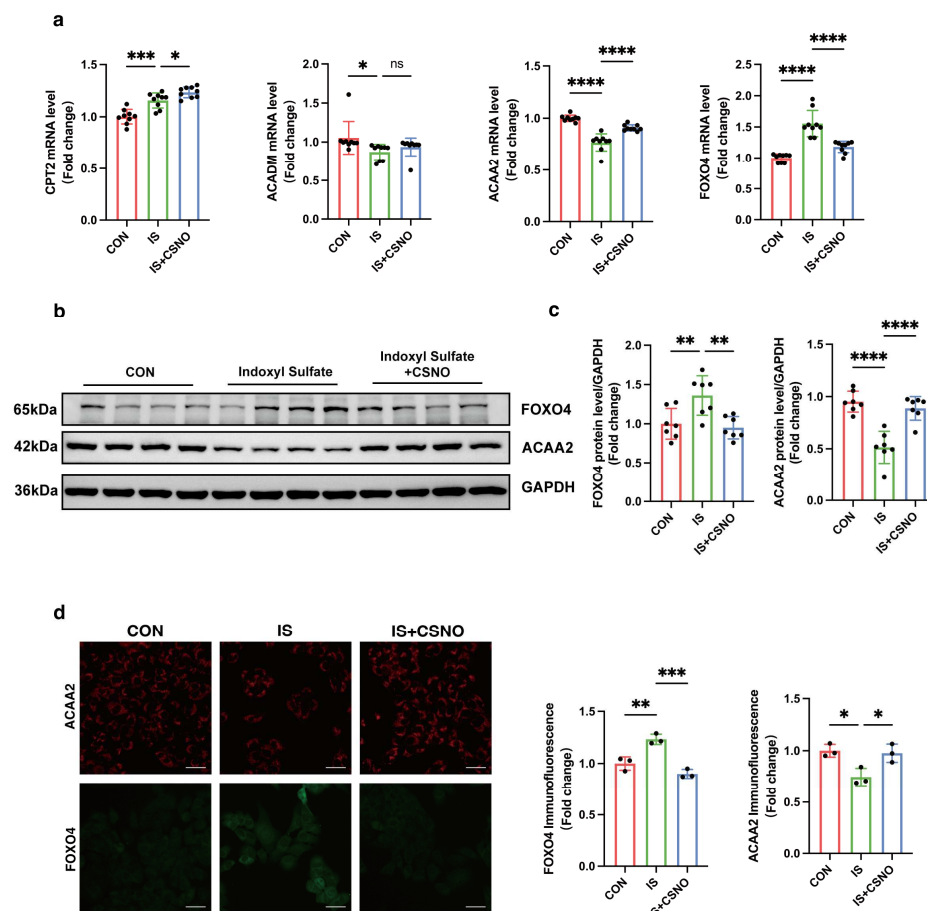 a
CPT2 mRNA level
(Fold change)
1.5
1.0
0.5
0.0
***
*
CON
IS
IS+CSNO
ACADM mRNA level
(Fold change)
2.0
1.5
1.0
0.5
0.0
*
ns
CON
IS
IS+CSNO
ACAA2 mRNA level
(Fold change)
1.5
1.0
0.5
0.0
****
****
CON
IS
IS+CSNO
FOXO4 mRNA level
(Fold change)
2.5
2.0
1.5
1.0
0.5
0.0
****
****
CON
IS
IS+CSNO
b
CON
Indoxyl Sulfate
Indoxyl Sulfate
+CSNO
65kDa
FOXO4
42kDa
ACAA2
36kDa
GAPDH
c
FOXO4 protein level/GAPDH
(Fold change)
2.0
1.5
1.0
0.5
0.0
**
**
CON
IS
IS+CSNO
ACAA2 protein level/GAPDH
(Fold change)
1.5
1.0
0.5
0.0
****
****
CON
IS
IS+CSNO
d
CON
IS
IS+CSNO
ACAA2
FOXO4
FOXO4 Immunofluorescence
(Fold change)
1.5
1.0
0.5
0.0
**
***
CON
IS
IS+CSNO
ACAA2 Immunofluorescence
(Fold change)
1.5
1.0
0.5
0.0
*
*
CON
IS
IS+CSNO